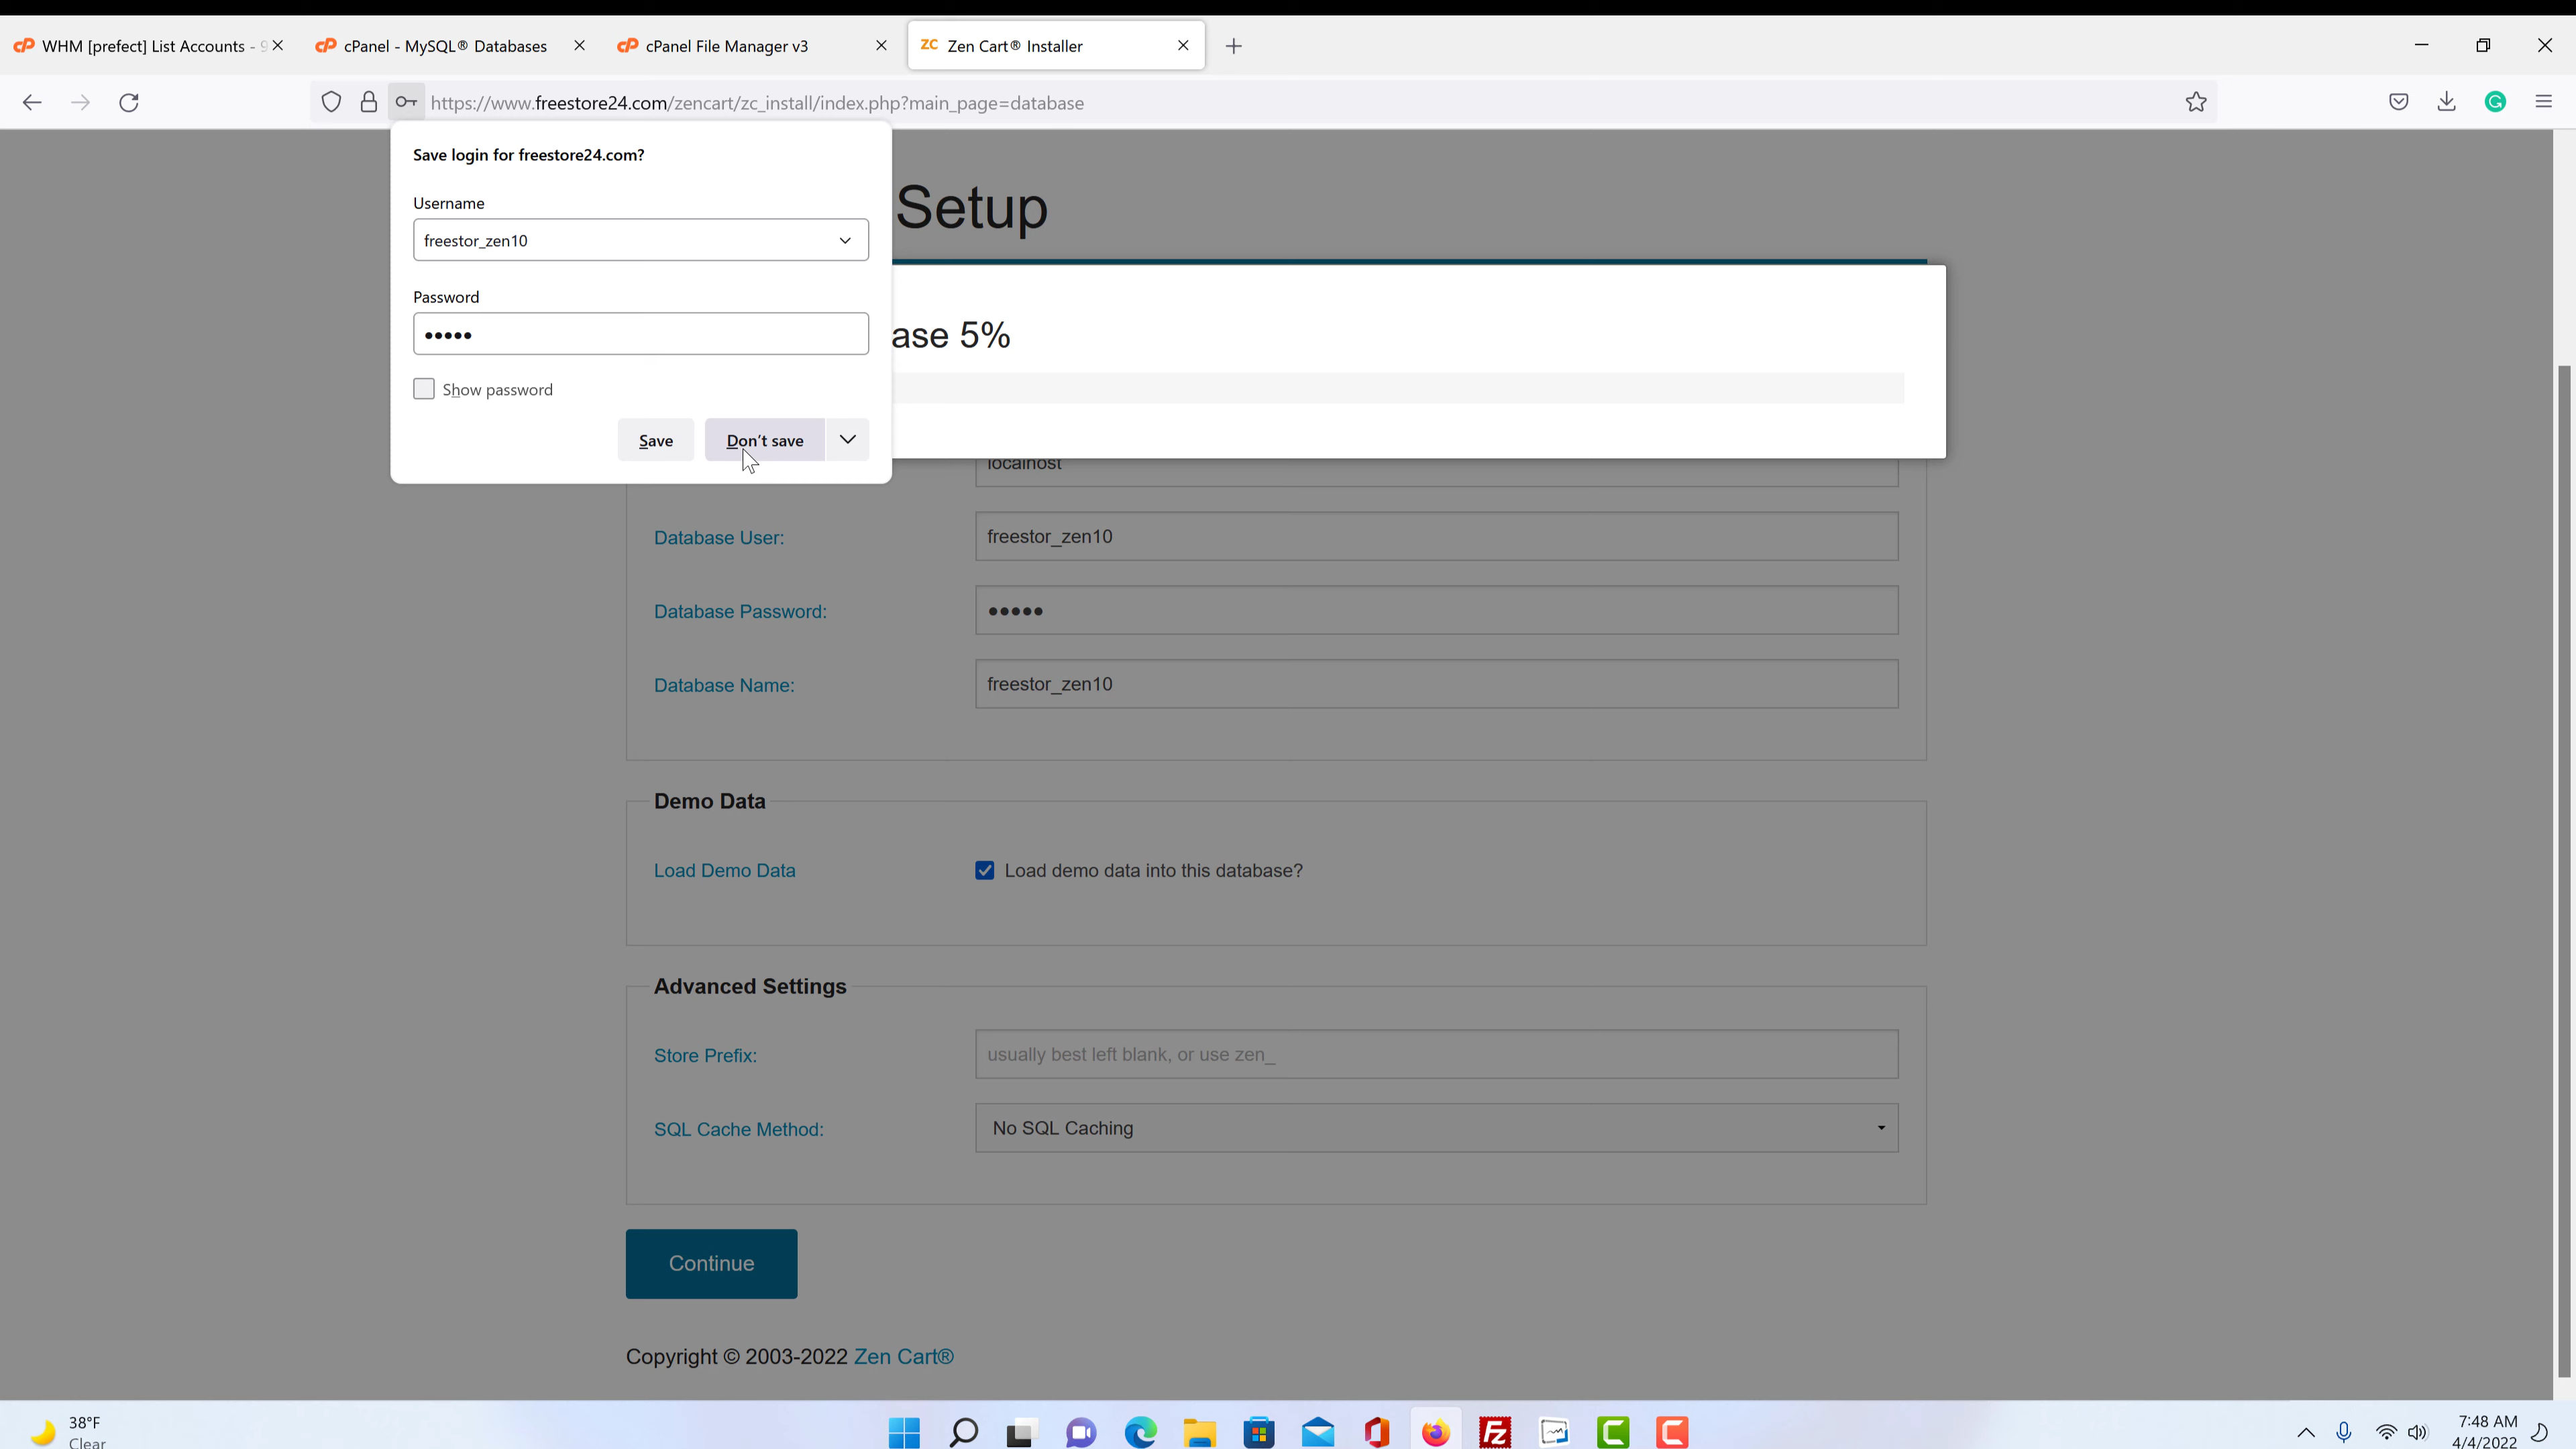 WHM [prefect] List Accounts - 9
cPanel - MySQL® Databases
cPanel File Manager v3
ZC Zen Cart® Installer
https://www.freestore24.com/zencart/zc_install/index.php?main_page=database
Save login for freestore24.com?
Username
freestor_zen10
Password
•••••
Show password
Save
Don't save
Setup
ase 5%
localhost
Database User:
freestor_zen10
Database Password:
•••••
Database Name:
freestor_zen10
Demo Data
Load Demo Data
Load demo data into this database?
Advanced Settings
Store Prefix:
usually best left blank, or use zen_
SQL Cache Method:
No SQL Caching
Continue
Copyright © 2003-2022 Zen Cart®
38°F
Clear
7:48 AM
4/4/2022